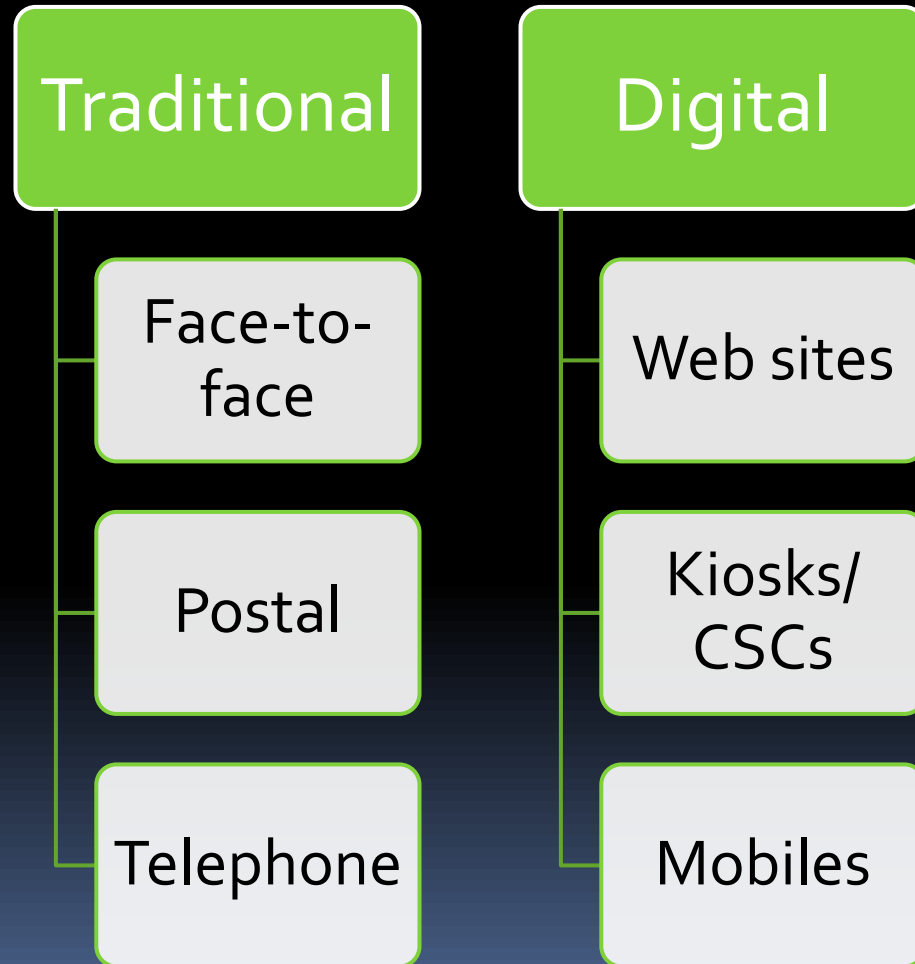 Traditional
Face-to-
face
Postal
Telephone
Digital
Web sites
Kiosks/
CSCs
Mobiles